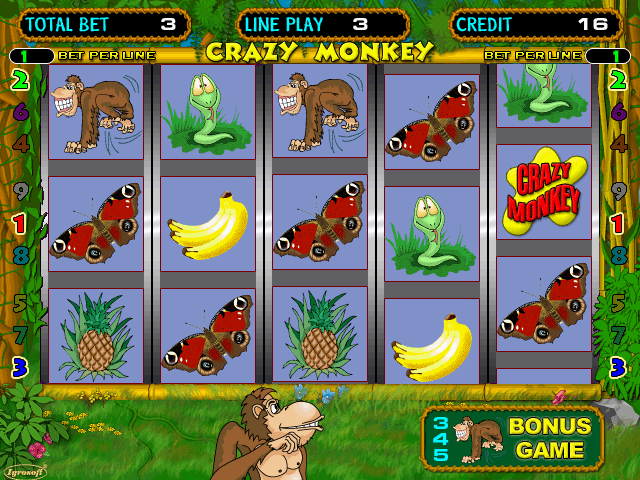 TOTAL BET 3 LINE PLAY 3 CREDIT 16
1 BET PER LINE CRAZY MONKEY BET PER LINE 1
2 2
6 6
4 4
CRAZY
MONKEY
9 9
1 1
8 8
5 5
7 7
3 3
3 BONUS
4 GAME
5
Igrosoft